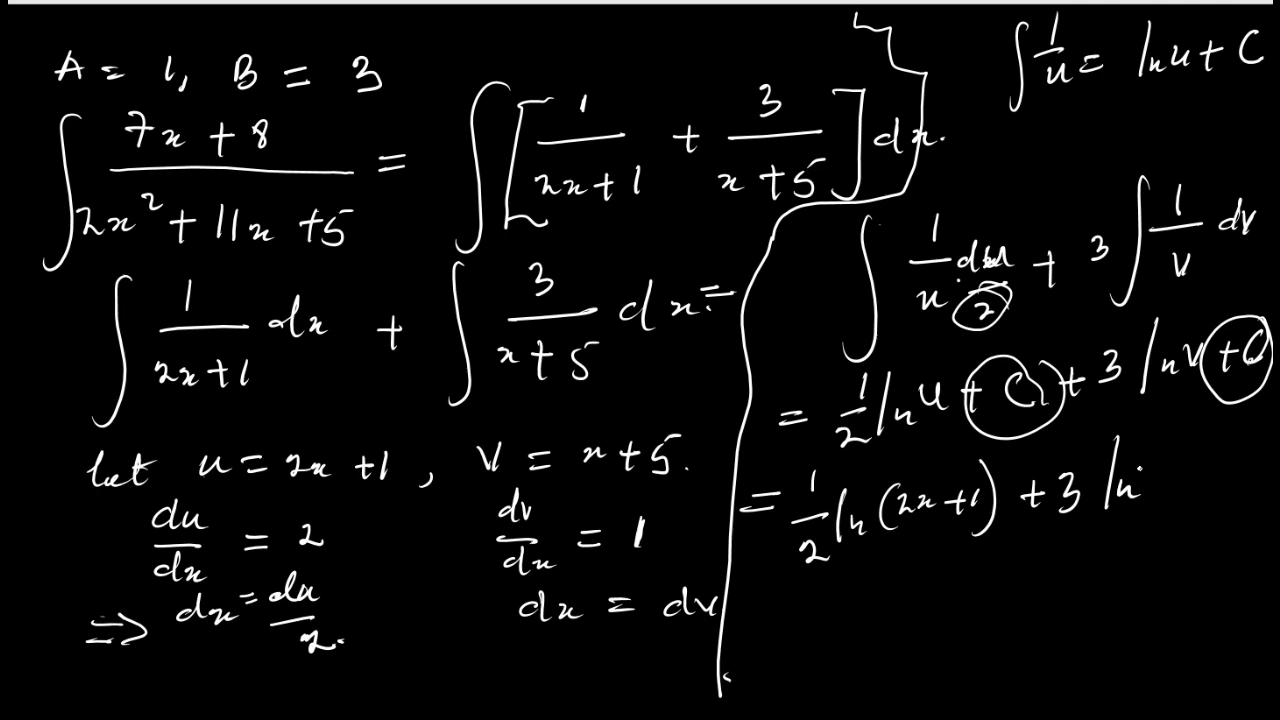 A = 1, B = 3
∫ (7x + 8)/(2x² + 11x + 5) = ∫ [1/(2x+1) + 3/(x+5)] dx.
∫ 1/(2x+1) dx + ∫ 3/(x+5) dx =
let u = 2x + 1, v = x + 5.
du/dx = 2 dv/dx = 1
⇒ dx = du/2. dx = dv
∫ 1/u = ln u + C
∫ 1/u · du/2 + 3 ∫ 1/v dv
= 1/2 ln u + C₁ + 3 ln v + C
= 1/2 ln (2x+1) + 3 ln